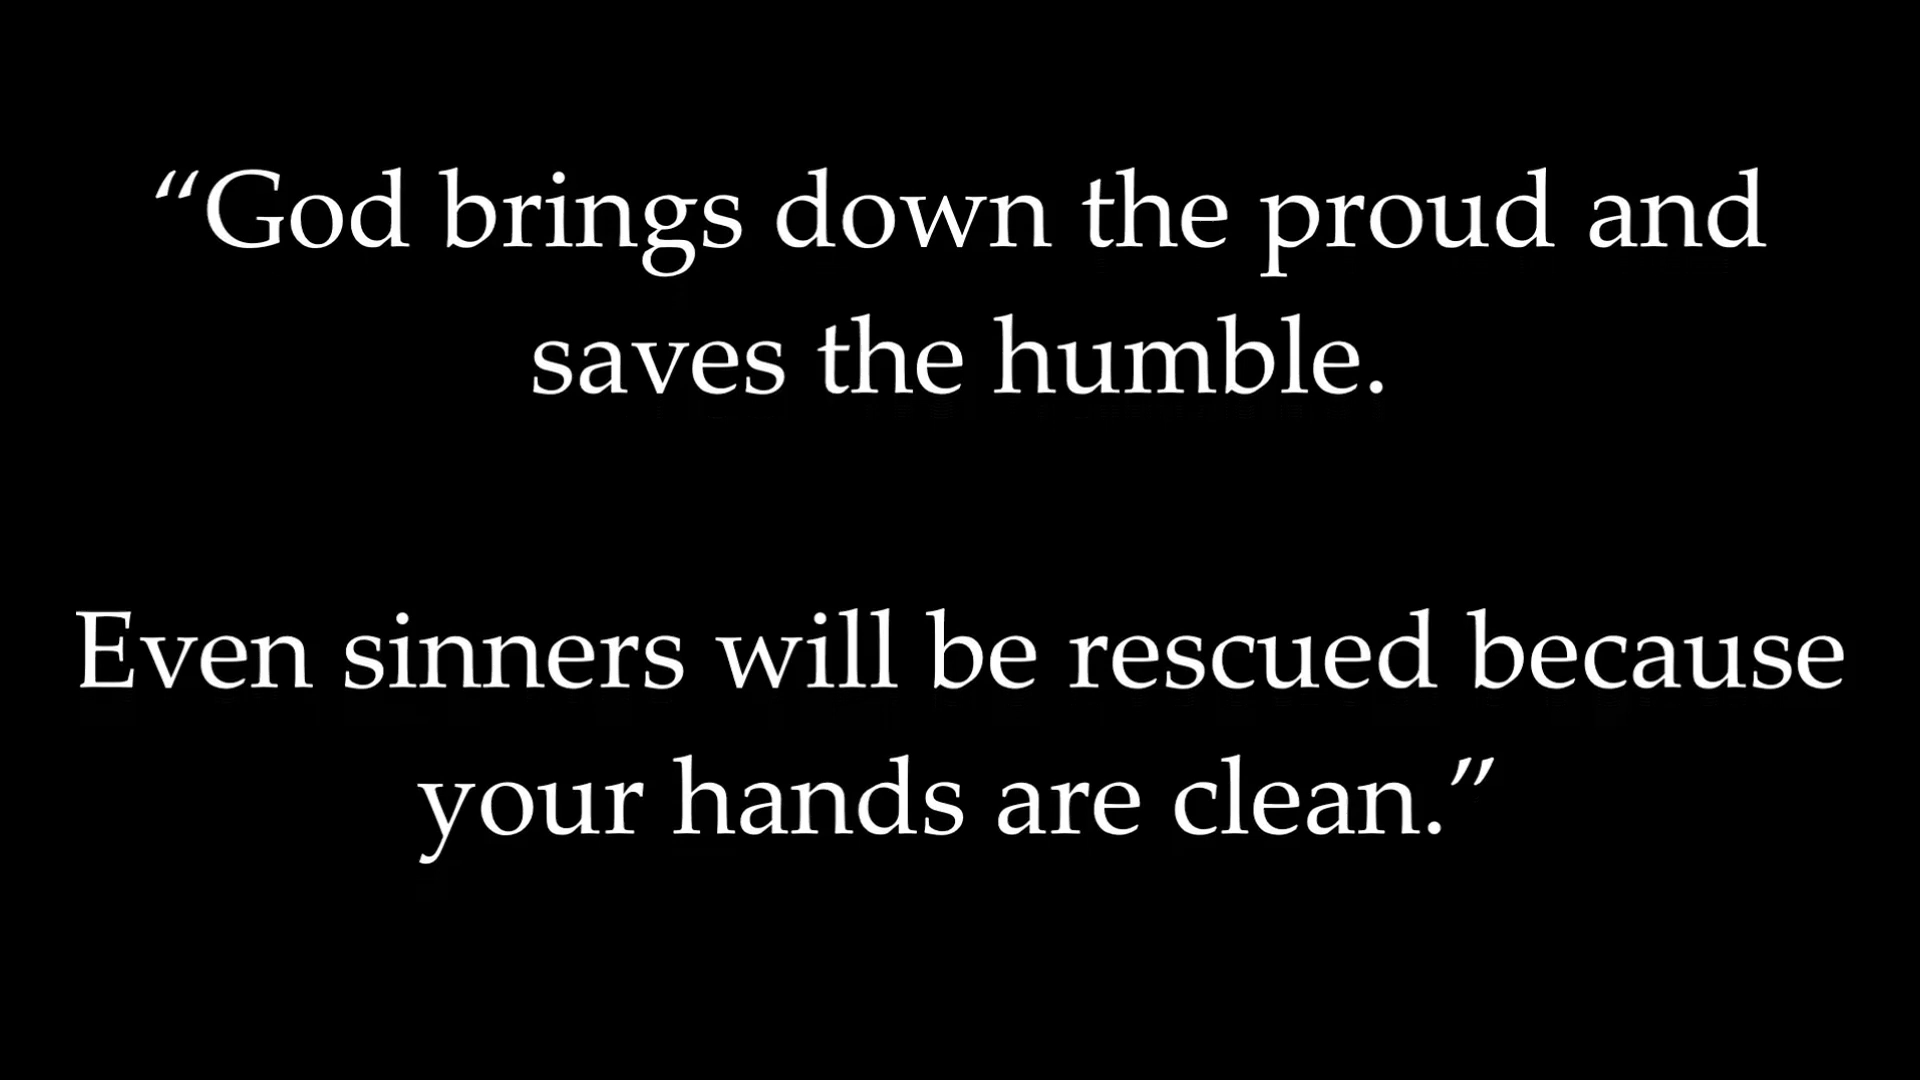 “God brings down the proud and
saves the humble.
Even sinners will be rescued because
your hands are clean.”